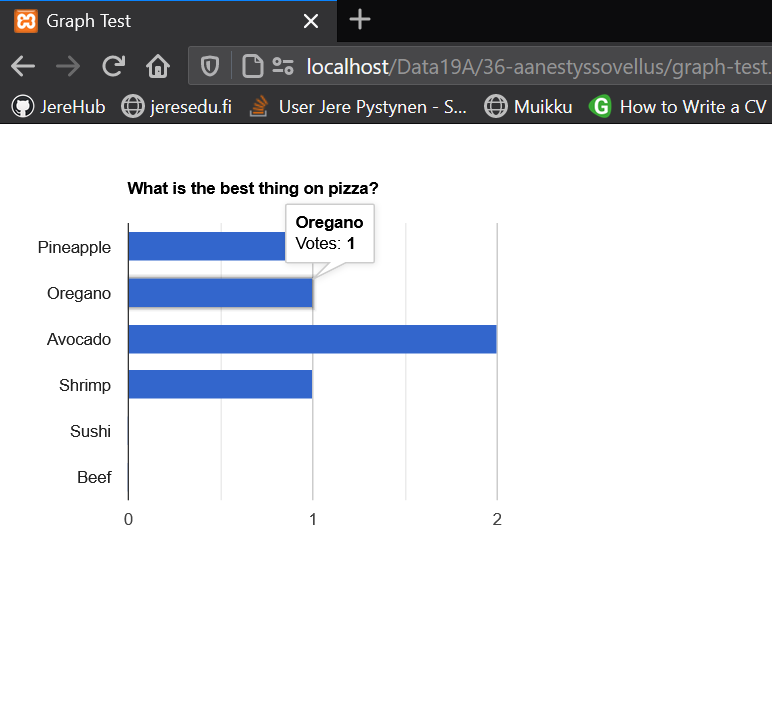 Graph Test
localhost/Data19A/36-aanestyssovellus/graph-test.
JereHub jeresedu.fi User Jere Pystynen - S... Muikku How to Write a CV
What is the best thing on pizza?
Oregano
Votes: 1
Pineapple
Oregano
Avocado
Shrimp
Sushi
Beef
0 1 2